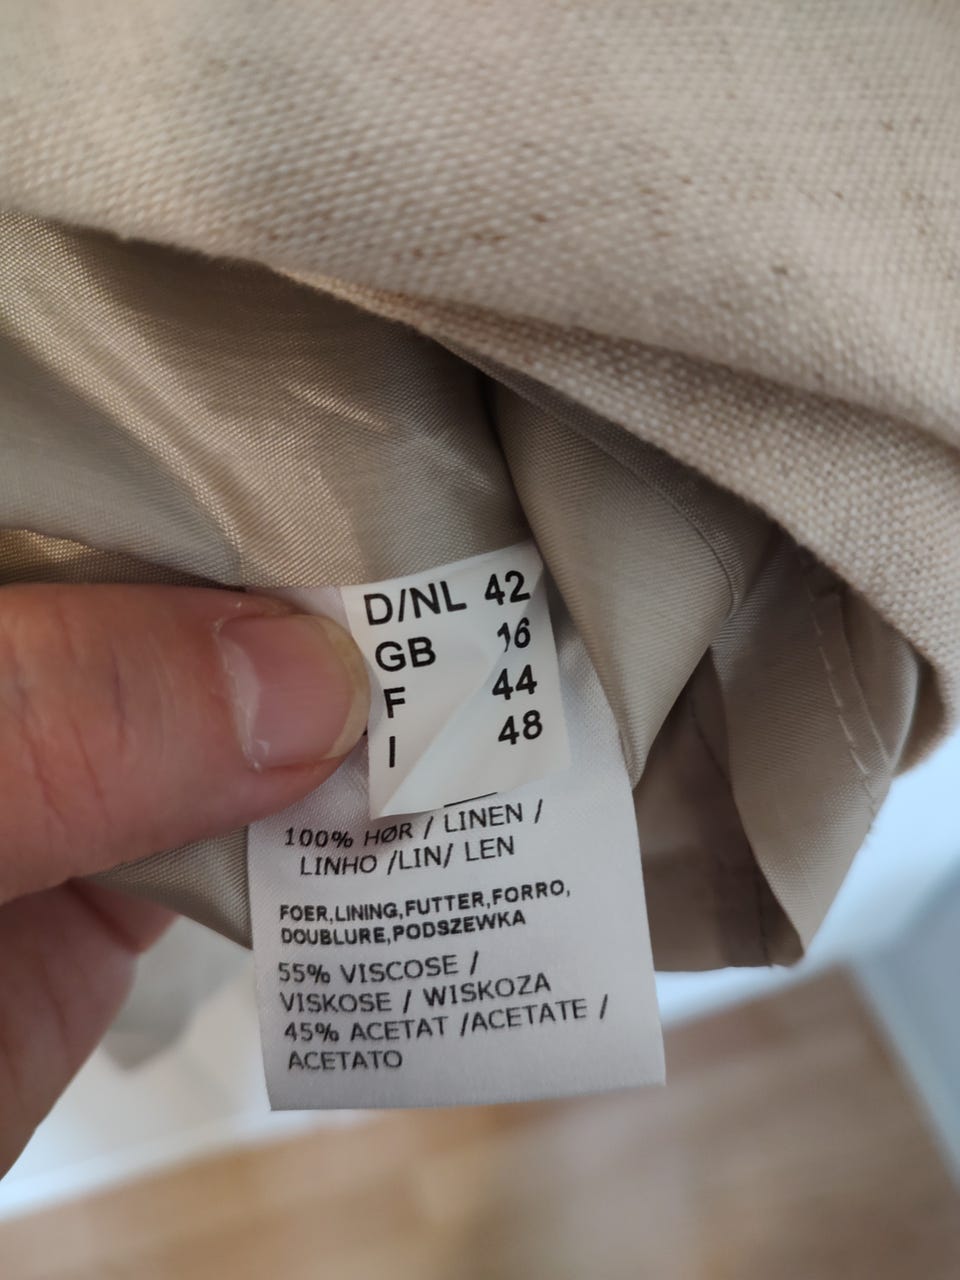 D/NL 42
GB 16
F 44
I 48
100% HØR / LINEN /
LINHO /LIN/ LEN
FOER,LINING,FUTTER,FORRO,
DOUBLURE,PODSZEWKA
55% VISCOSE /
VISKOSE / WISKOZA
45% ACETAT /ACETATE /
ACETATO